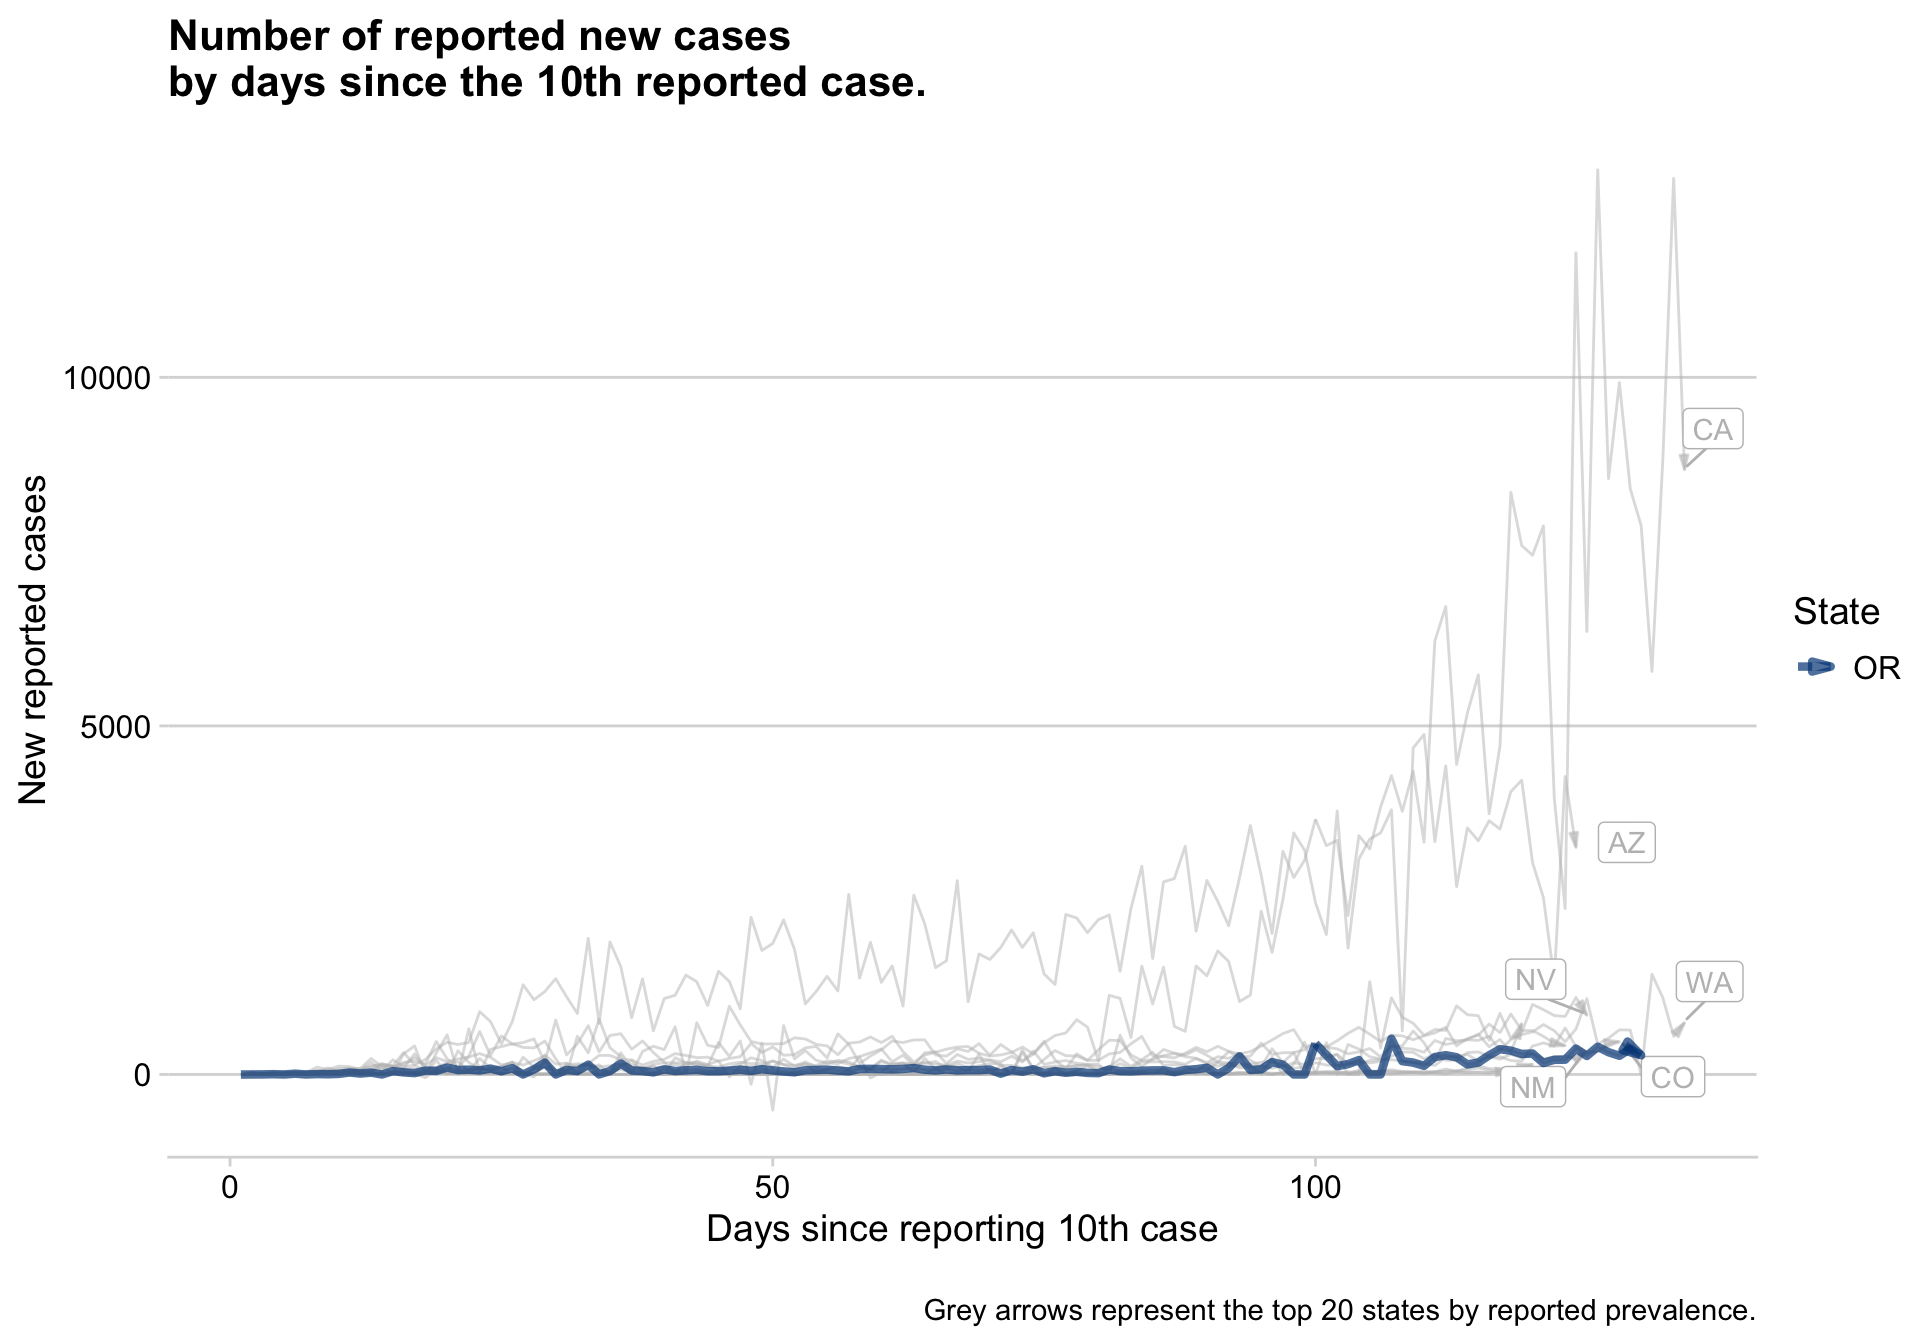 Number of reported new cases
by days since the 10th reported case.
10000
5000
0
New reported cases
CA
AZ
NV
WA
NM
CO
State
OR
0
50
100
Days since reporting 10th case
Grey arrows represent the top 20 states by reported prevalence.